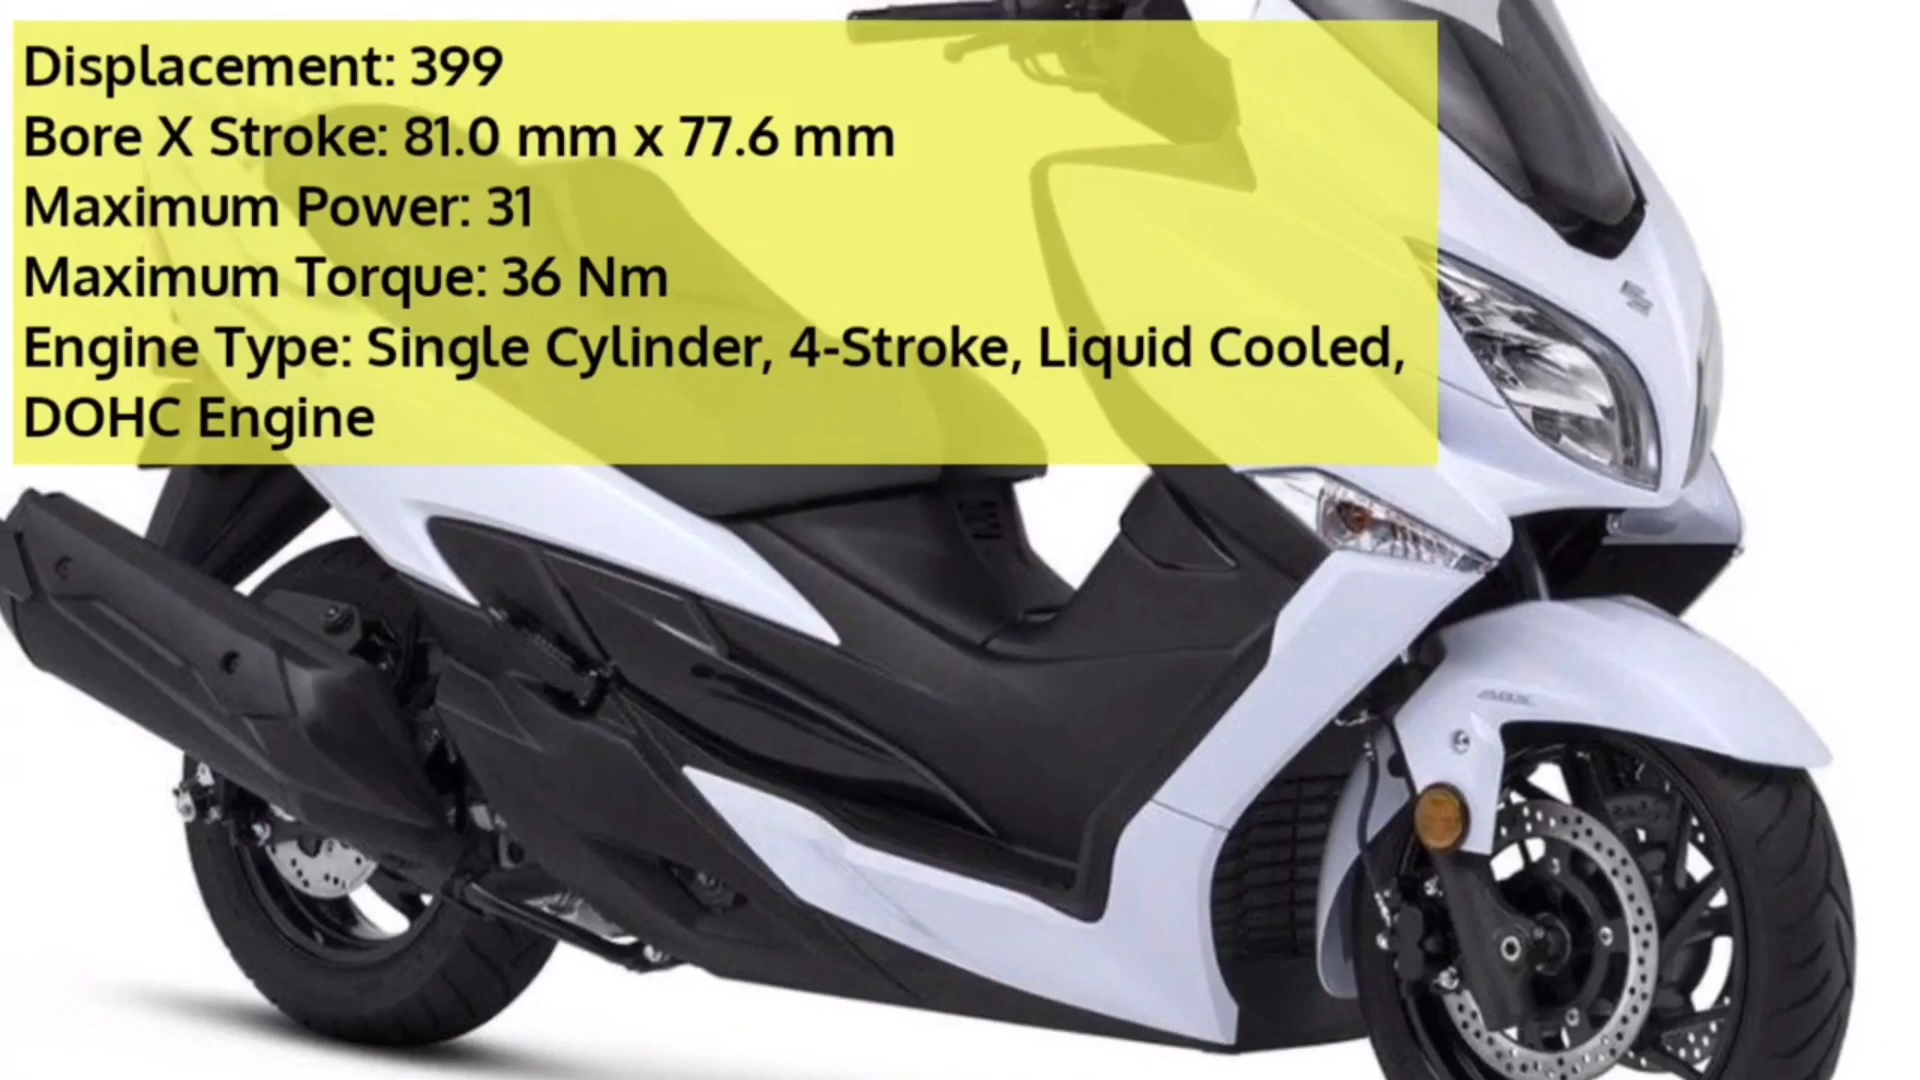 Displacement: 399
Bore X Stroke: 81.0 mm x 77.6 mm
Maximum Power: 31
Maximum Torque: 36 Nm
Engine Type: Single Cylinder, 4-Stroke, Liquid Cooled,
DOHC Engine
ABS